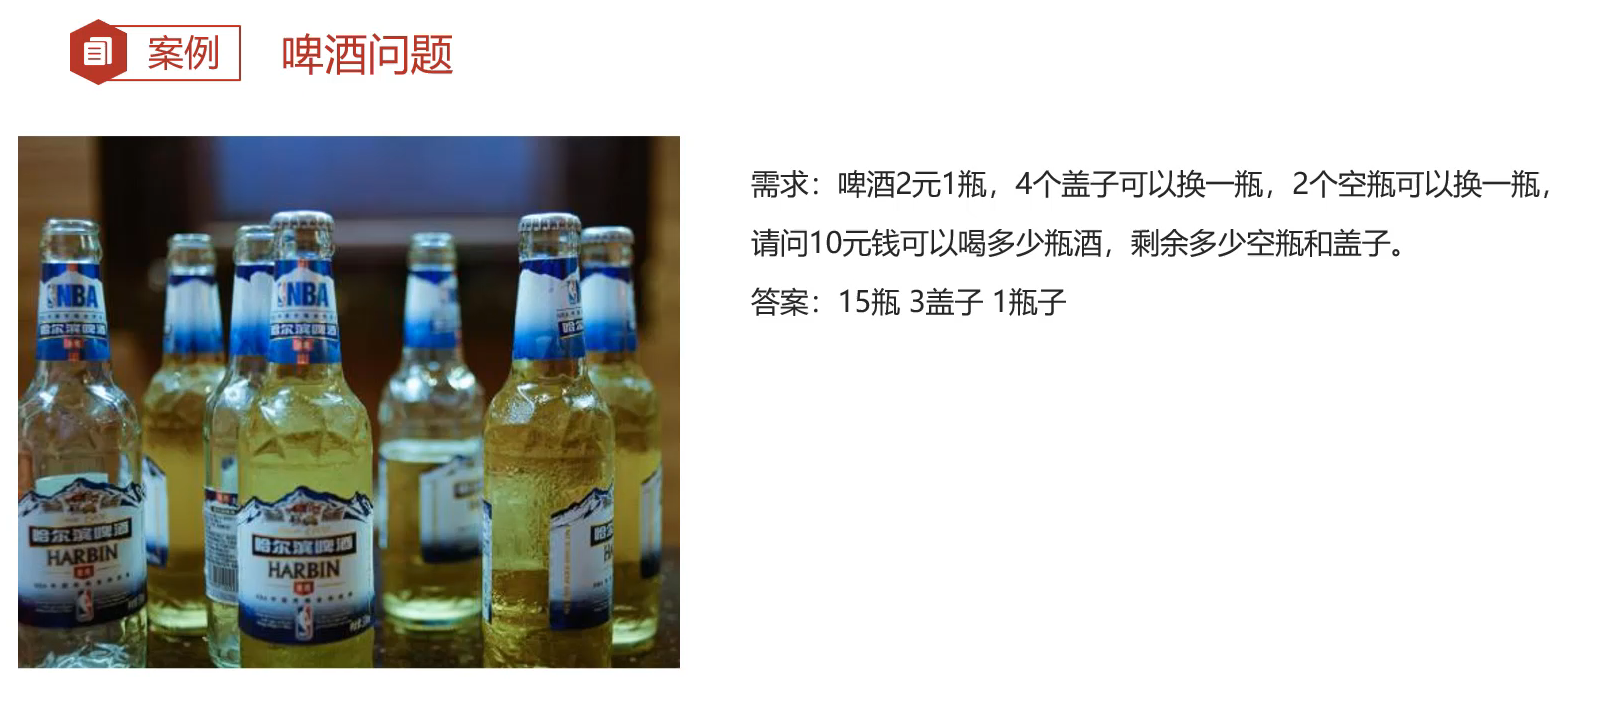 案例
啤酒问题
需求：啤酒2元1瓶，4个盖子可以换一瓶，2个空瓶可以换一瓶，
请问10元钱可以喝多少瓶酒，剩余多少空瓶和盖子。
答案：15瓶 3盖子 1瓶子
NBA
哈尔滨啤酒
NBA
哈尔滨啤酒
哈尔滨啤酒
HARBIN
哈尔滨啤酒
HARBIN